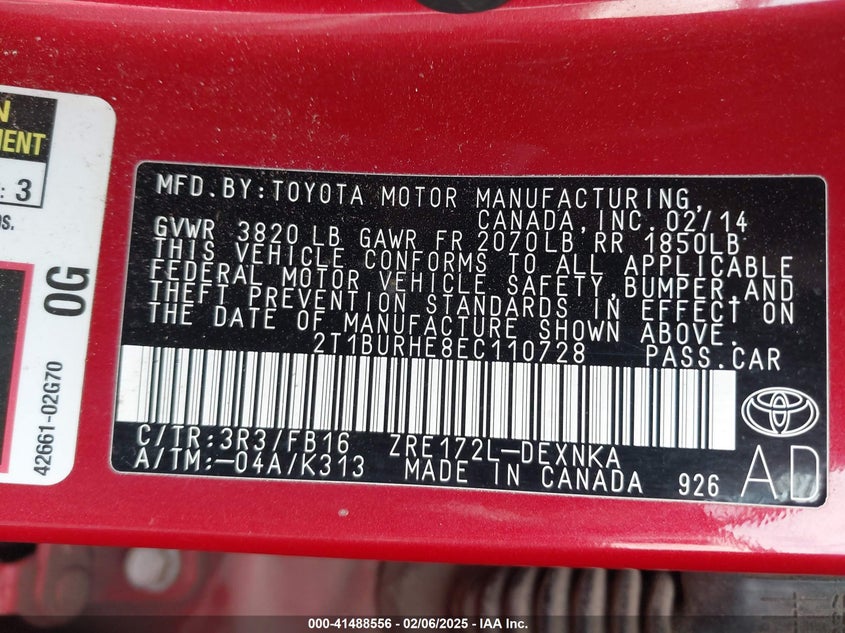 N
MENT
: 3
OS.
0G
42661-02G70
MFD.BY:TOYOTA MOTOR MANUFACTURING,
CANADA,INC. 02/14
GVWR 3820 LB GAWR FR 2070LB RR 1850LB
THIS VEHICLE CONFORMS TO ALL APPLICABLE
FEDERAL MOTOR VEHICLE SAFETY,BUMPER,AND
THEFT PREVENTION STANDARDS IN EFFECT ON
THE DATE OF MANUFACTURE SHOWN ABOVE.
2T1BURHE8EC110728 PASS.CAR
C/TR:3R3/FB16 ZRE172L-DEXNKA
A/TM:-04A/K313 MADE IN CANADA 926
AD
000-41488556 - 02/06/2025 - IAA Inc.